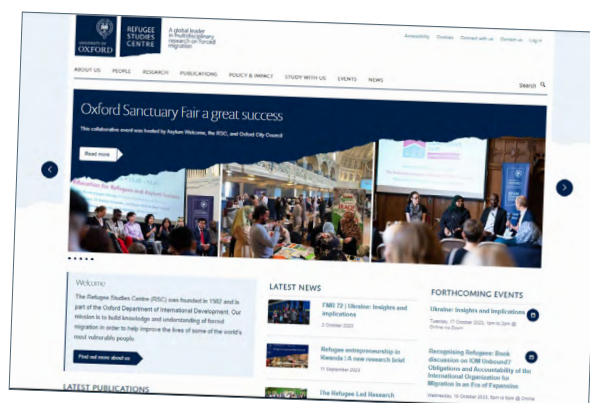 UNIVERSITY OF
OXFORD
REFUGEE
STUDIES
CENTRE
A global leader
in multidisciplinary
research on forced
migration
Accessibility Cookies Connect with us Contact us Log in
ABOUT US PEOPLE RESEARCH PUBLICATIONS POLICY & IMPACT STUDY WITH US EVENTS NEWS
Search
Oxford Sanctuary Fair a great success
This collaborative event was hosted by Asylum Welcome, the RSC, and Oxford City Council
Read more
Education for Refugees and Asylum
Welcome
The Refugee Studies Centre (RSC) was founded in 1982 and is
part of the Oxford Department of International Development. Our
mission is to build knowledge and understanding of forced
migration in order to help improve the lives of some of the world's
most vulnerable people.
Find out more about us
LATEST PUBLICATIONS
LATEST NEWS
FMR 72 | Ukraine: Insights and
implications
2 October 2023
Refugee entrepreneurship in
Rwanda | A new research brief
11 September 2023
The Refugee Led Research
FORTHCOMING EVENTS
Ukraine: Insights and implications
Tuesday, 17 October 2023, 1pm to 2pm @
Online via Zoom
Recognising Refugees: Book
discussion on IOM Unbound?
Obligations and Accountability of the
International Organization for
Migration in an Era of Expansion
Wednesday, 18 October 2023, 5pm to 6pm @ Online